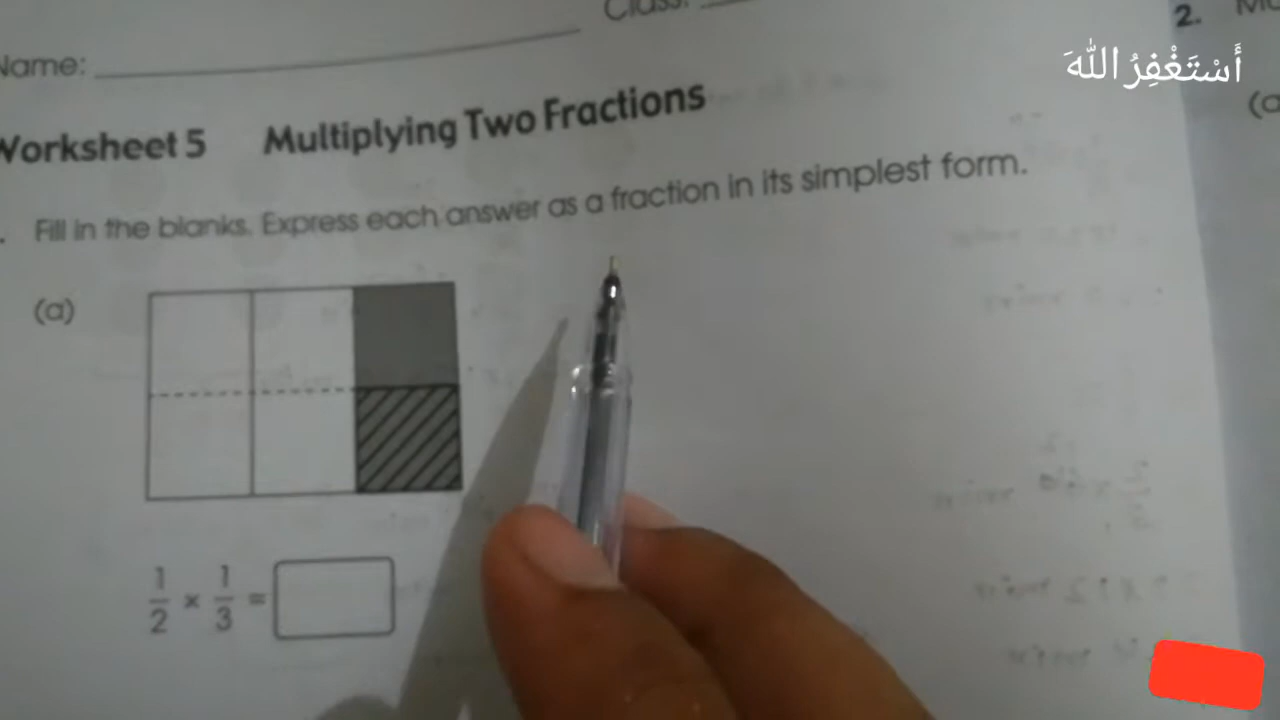 Class:
2.
أَسْتَغْفِرُ اللّٰهَ
Name:
Worksheet 5 Multiplying Two Fractions
Fill in the blanks. Express each answer as a fraction in its simplest form.
(a)
1/2 × 1/3 =